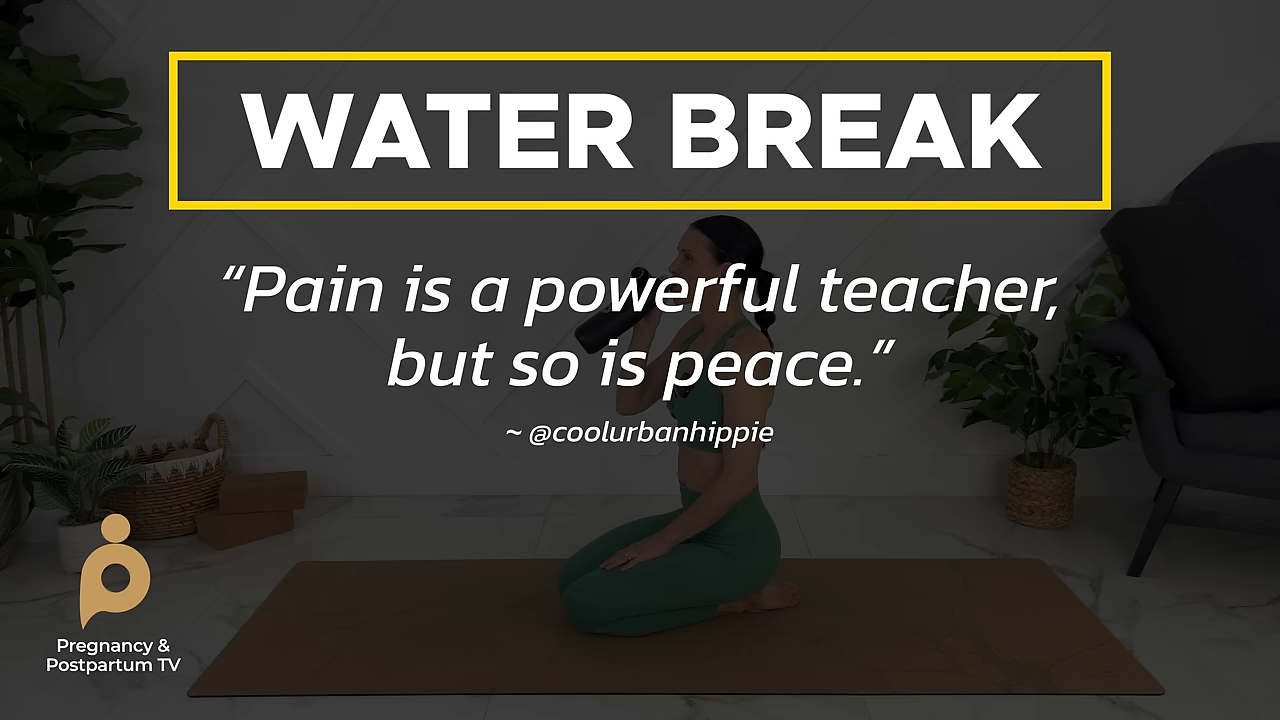 WATER BREAK
“Pain is a powerful teacher,
but so is peace.”
~ @coolurbanhippie
Pregnancy &
Postpartum TV